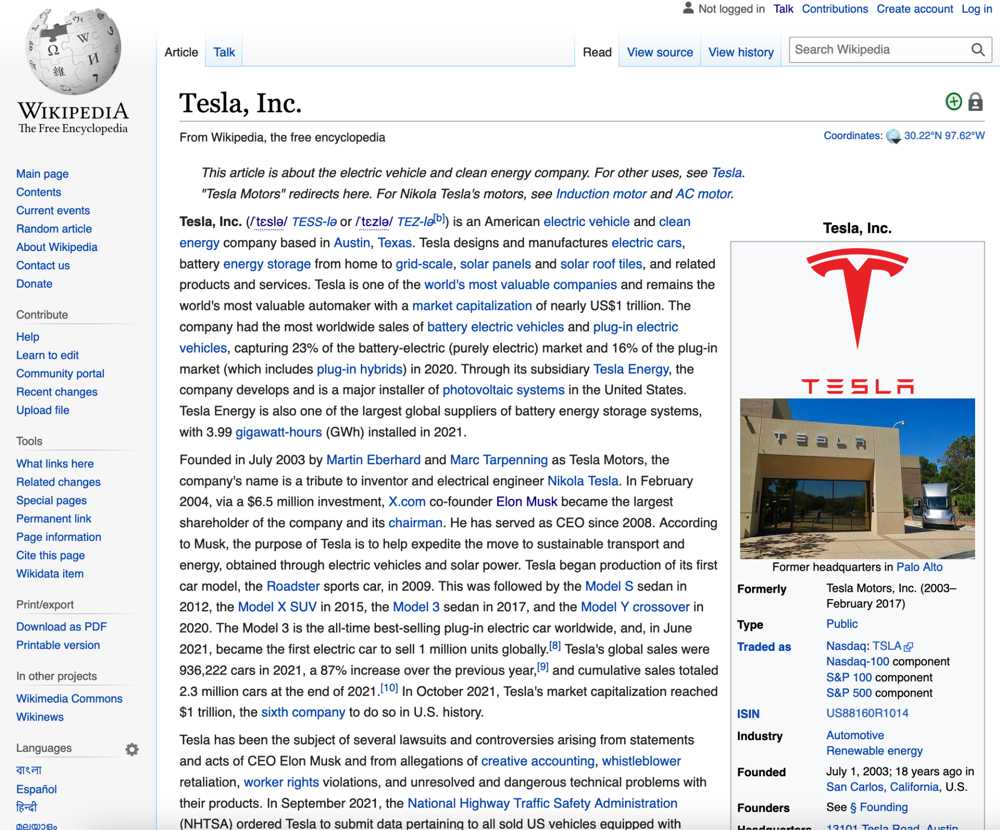 Not logged in Talk Contributions Create account Log in
Article Talk Read View source View history Search Wikipedia
WIKIPEDIA
The Free Encyclopedia
Main page
Contents
Current events
Random article
About Wikipedia
Contact us
Donate
Contribute
Help
Learn to edit
Community portal
Recent changes
Upload file
Tools
What links here
Related changes
Special pages
Permanent link
Page information
Cite this page
Wikidata item
Print/export
Download as PDF
Printable version
In other projects
Wikimedia Commons
Wikinews
Languages
বাংলা
Español
हिन्दी
മലയാളം
Tesla, Inc.
From Wikipedia, the free encyclopedia
Coordinates: 30.22°N 97.62°W
This article is about the electric vehicle and clean energy company. For other uses, see Tesla.
"Tesla Motors" redirects here. For Nikola Tesla's motors, see Induction motor and AC motor.
Tesla, Inc. (/ˈtɛslə/ TESS-lə or /ˈtɛzlə/ TEZ-lə[b]) is an American electric vehicle and clean
energy company based in Austin, Texas. Tesla designs and manufactures electric cars,
battery energy storage from home to grid-scale, solar panels and solar roof tiles, and related
products and services. Tesla is one of the world's most valuable companies and remains the
world's most valuable automaker with a market capitalization of nearly US$1 trillion. The
company had the most worldwide sales of battery electric vehicles and plug-in electric
vehicles, capturing 23% of the battery-electric (purely electric) market and 16% of the plug-in
market (which includes plug-in hybrids) in 2020. Through its subsidiary Tesla Energy, the
company develops and is a major installer of photovoltaic systems in the United States.
Tesla Energy is also one of the largest global suppliers of battery energy storage systems,
with 3.99 gigawatt-hours (GWh) installed in 2021.
Founded in July 2003 by Martin Eberhard and Marc Tarpenning as Tesla Motors, the
company's name is a tribute to inventor and electrical engineer Nikola Tesla. In February
2004, via a $6.5 million investment, X.com co-founder Elon Musk became the largest
shareholder of the company and its chairman. He has served as CEO since 2008. According
to Musk, the purpose of Tesla is to help expedite the move to sustainable transport and
energy, obtained through electric vehicles and solar power. Tesla began production of its first
car model, the Roadster sports car, in 2009. This was followed by the Model S sedan in
2012, the Model X SUV in 2015, the Model 3 sedan in 2017, and the Model Y crossover in
2020. The Model 3 is the all-time best-selling plug-in electric car worldwide, and, in June
2021, became the first electric car to sell 1 million units globally.[8] Tesla's global sales were
936,222 cars in 2021, a 87% increase over the previous year,[9] and cumulative sales totaled
2.3 million cars at the end of 2021.[10] In October 2021, Tesla's market capitalization reached
$1 trillion, the sixth company to do so in U.S. history.
Tesla has been the subject of several lawsuits and controversies arising from statements
and acts of CEO Elon Musk and from allegations of creative accounting, whistleblower
retaliation, worker rights violations, and unresolved and dangerous technical problems with
their products. In September 2021, the National Highway Traffic Safety Administration
(NHTSA) ordered Tesla to submit data pertaining to all sold US vehicles equipped with
Tesla, Inc.
TESLA
TESLA
Former headquarters in Palo Alto
Formerly Tesla Motors, Inc. (2003–
February 2017)
Type Public
Traded as Nasdaq: TSLA
Nasdaq-100 component
S&P 100 component
S&P 500 component
ISIN US88160R1014
Industry Automotive
Renewable energy
Founded July 1, 2003; 18 years ago in
San Carlos, California, U.S.
Founders See § Founding
Headquarters 13101 Tesla Road, Austin,